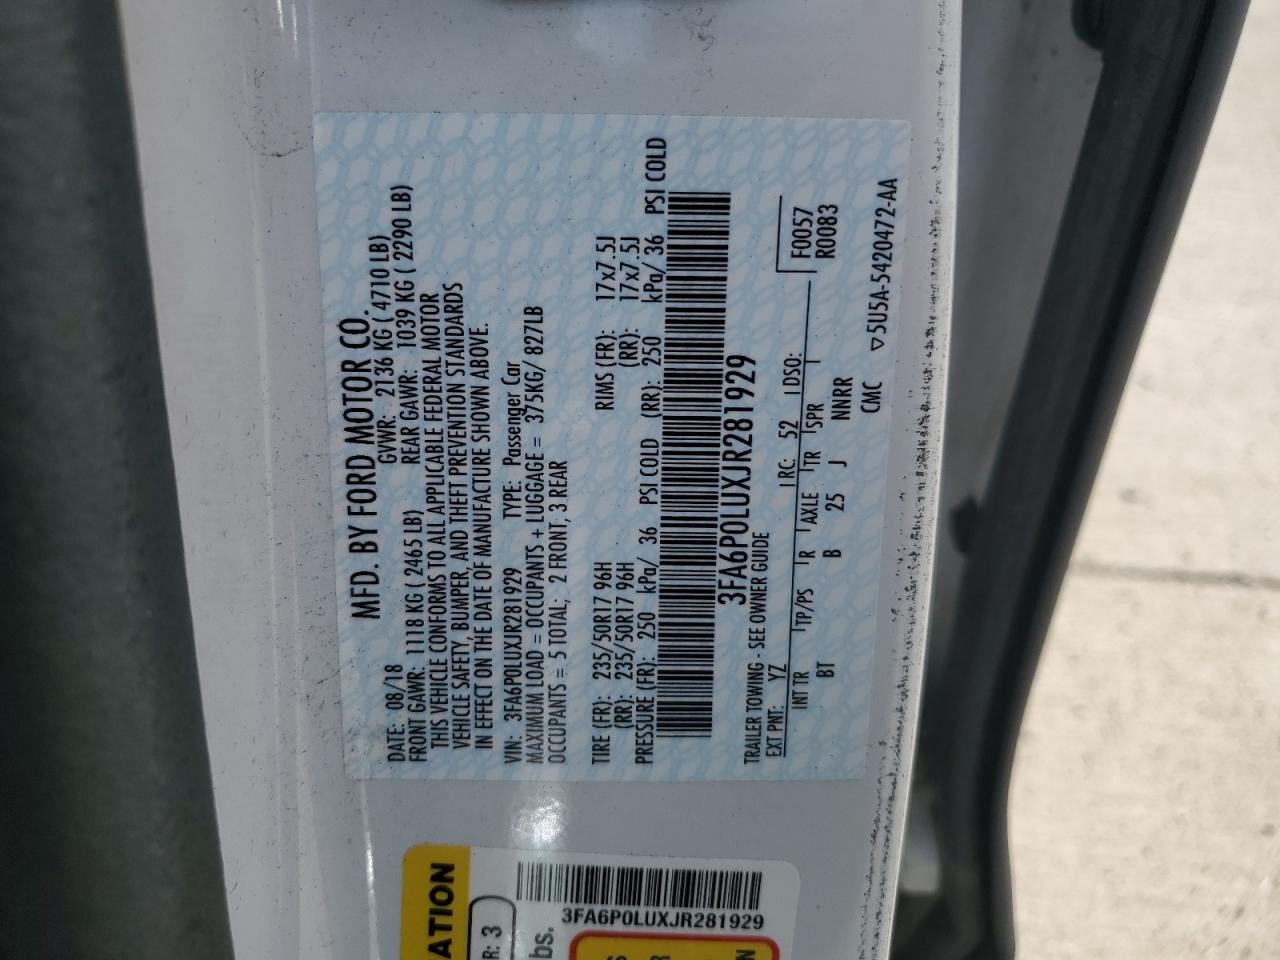 MFD. BY FORD MOTOR CO.
DATE: 08/18 GVWR: 2136 KG ( 4710 LB)
FRONT GAWR: 1118 KG ( 2465 LB) REAR GAWR: 1039 KG ( 2290 LB)
THIS VEHICLE CONFORMS TO ALL APPLICABLE FEDERAL MOTOR
VEHICLE SAFETY, BUMPER, AND THEFT PREVENTION STANDARDS
IN EFFECT ON THE DATE OF MANUFACTURE SHOWN ABOVE.
VIN: 3FA6P0LUXJR281929 TYPE: Passenger Car
MAXIMUM LOAD = OCCUPANTS + LUGGAGE = 375KG/ 827LB
OCCUPANTS = 5 TOTAL; 2 FRONT, 3 REAR
TIRE (FR): 235/50R17 96H RIMS (FR): 17x7.5J
(RR): 235/50R17 96H (RR): 17x7.5J
PRESSURE (FR): 250 kPa/ 36 PSI COLD (RR): 250 kPa/ 36 PSI COLD
3FA6P0LUXJR281929
TRAILER TOWING - SEE OWNER GUIDE
EXT PNT: YZ RC: 52 DSO: F0057
INT TR TP/PS R AXLE TR SPR R0083
BT B 25 J NNRR
CMC ▽5U5A-5420472-AA
ATION
R: 3
bs.
3FA6P0LUXJR281929
S
R
N